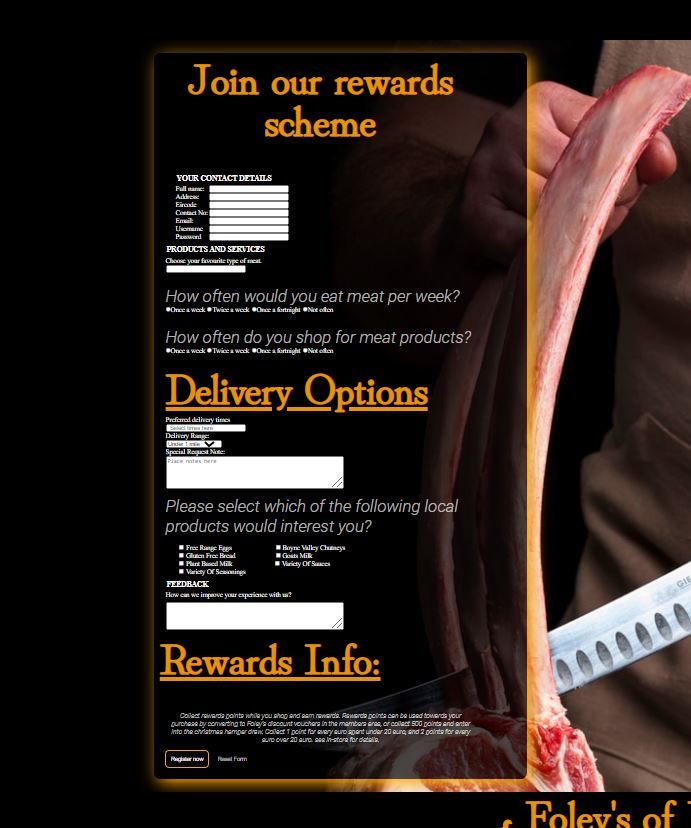 Join our rewards
scheme
YOUR CONTACT DETAILS
Full name:
Address:
Eircode
Contact No:
Email:
Username
Password
PRODUCTS AND SERVICES
Choose your favourite type of meat.
How often would you eat meat per week?
Once a week Twice a week Once a fortnight Not often
How often do you shop for meat products?
Once a week Twice a week Once a fortnight Not often
Delivery Options
Preferred delivery times
Select times here
Delivery Range:
Under 1 mile
Special Request Note:
Place notes here
Please select which of the following local
products would interest you?
Free Range Eggs Boyne Valley Chutneys
Gluten Free Bread Goats Milk
Plant Based Milk Variety Of Sauces
Variety Of Seasonings
FEEDBACK
How can we improve your experience with us?
Rewards Info:
Collect rewards points while you shop and earn rewards. Rewards points can be used towards your
purchase by converting to Foley's discount vouchers in the members area, or collect 500 points and enter
into the christmas hamper draw. Collect 1 point for every euro spent under 20 euro, and 2 points for every
euro over 20 euro. see in-store for details.
Register now Reset Form
Foley's of